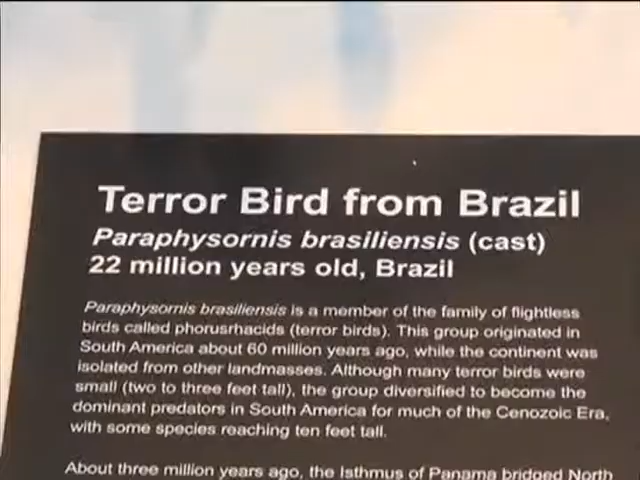 Terror Bird from Brazil
Paraphysornis brasiliensis (cast)
22 million years old, Brazil
Paraphysornis brasiliensis is a member of the family of flightless
birds called phorusrhacids (terror birds). This group originated in
South America about 60 million years ago, while the continent was
isolated from other landmasses. Although many terror birds were
small (two to three feet tall), the group diversified to become the
dominant predators in South America for much of the Cenozoic Era,
with some species reaching ten feet tall.
About three million years ago, the Isthmus of Panama bridged North